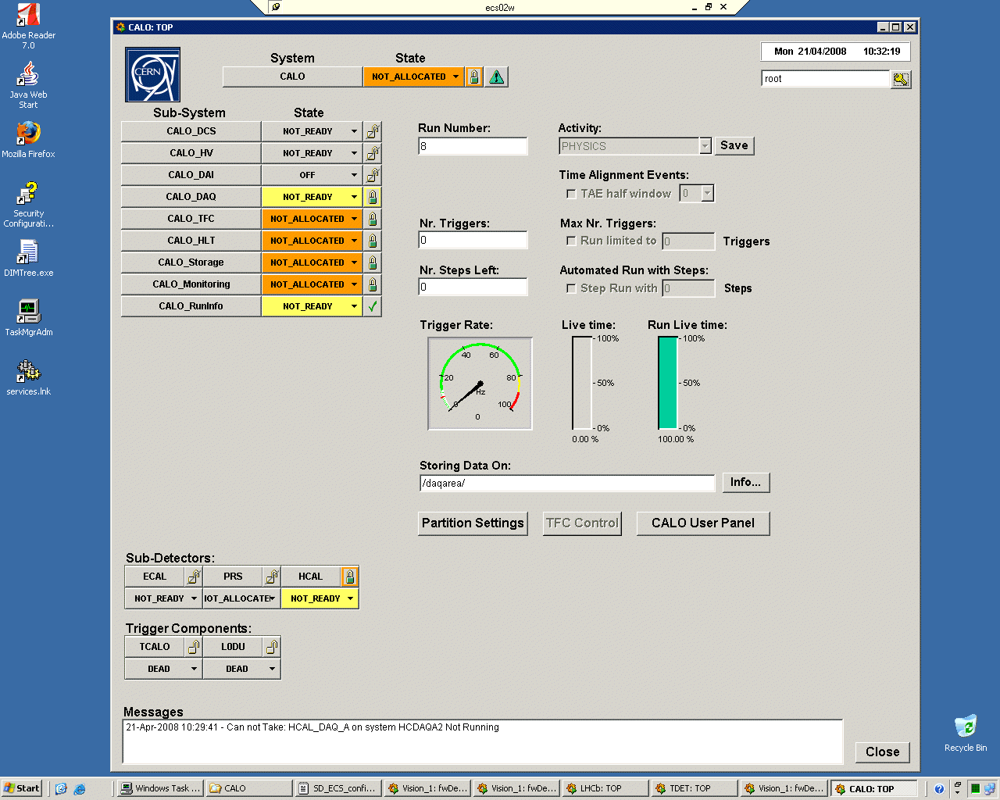 ecs02w
Adobe Reader
7.0
Java Web
Start
Mozilla Firefox
Security
Configurati...
DIMTree.exe
TaskMgrAdm
services.lnk
CALO: TOP
Mon 21/04/2008 10:32:19
root
CERN
System State
CALO NOT_ALLOCATED
Sub-System State
CALO_DCS NOT_READY
CALO_HV NOT_READY
CALO_DAI OFF
CALO_DAQ NOT_READY
CALO_TFC NOT_ALLOCATED
CALO_HLT NOT_ALLOCATED
CALO_Storage NOT_ALLOCATED
CALO_Monitoring NOT_ALLOCATED
CALO_RunInfo NOT_READY
Run Number: Activity:
8 PHYSICS Save
Time Alignment Events:
TAE half window 0
Nr. Triggers: Max Nr. Triggers:
0 Run limited to 0 Triggers
Nr. Steps Left: Automated Run with Steps:
0 Step Run with 0 Steps
Trigger Rate: Live time: Run Live time:
0 20 40 60 80 100
Hz
0
100% 50% 0%
0.00 %
100% 50% 0%
100.00 %
Storing Data On:
/daqarea/ Info...
Partition Settings TFC Control CALO User Panel
Sub-Detectors:
ECAL PRS HCAL
NOT_READY IOT_ALLOCATE NOT_READY
Trigger Components:
TCALO L0DU
DEAD DEAD
Messages
21-Apr-2008 10:29:41 - Can not Take: HCAL_DAQ_A on system HCDAQA2 Not Running
Close
Recycle Bin
Start Windows Task ... CALO SD_ECS_confi... Vision_1: fwDe... Vision_1: fwDe... LHCb: TOP TDET: TOP Vision_1: fwDe... CALO: TOP